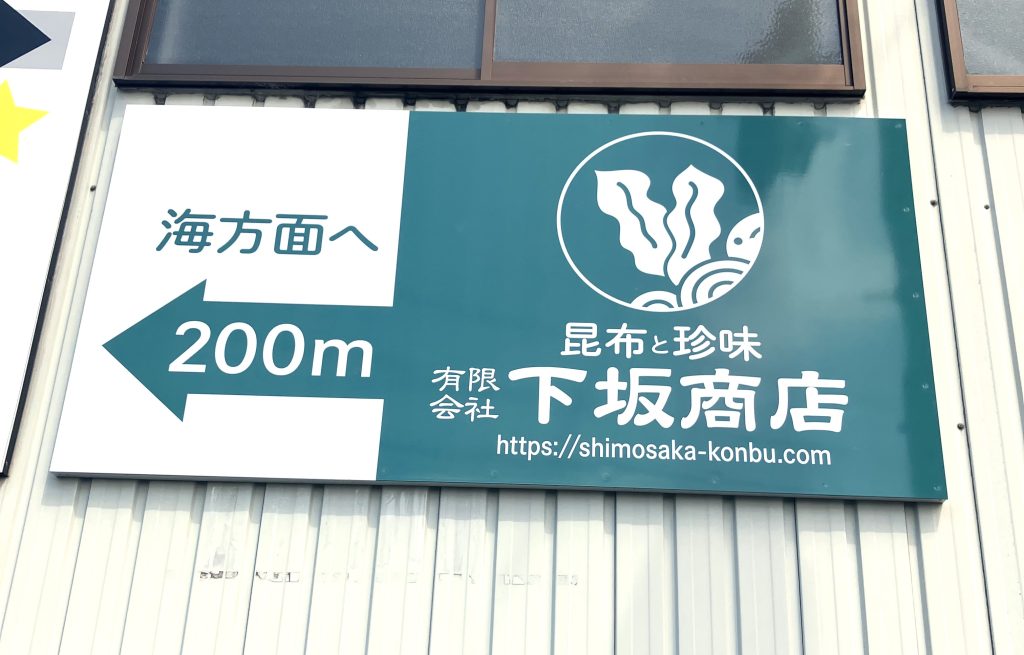 海方面へ
200m
昆布と珍味
有限
会社
下坂商店
https://shimosaka-konbu.com